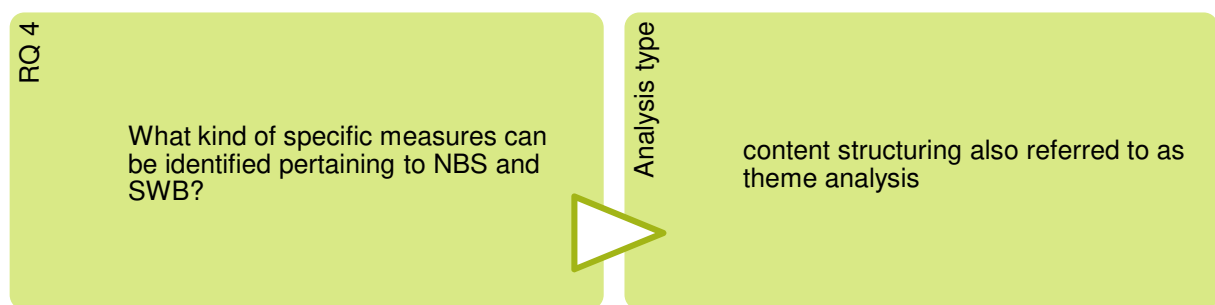 RQ 4
What kind of specific measures can
be identified pertaining to NBS and
SWB?
Analysis type
content structuring also referred to as
theme analysis